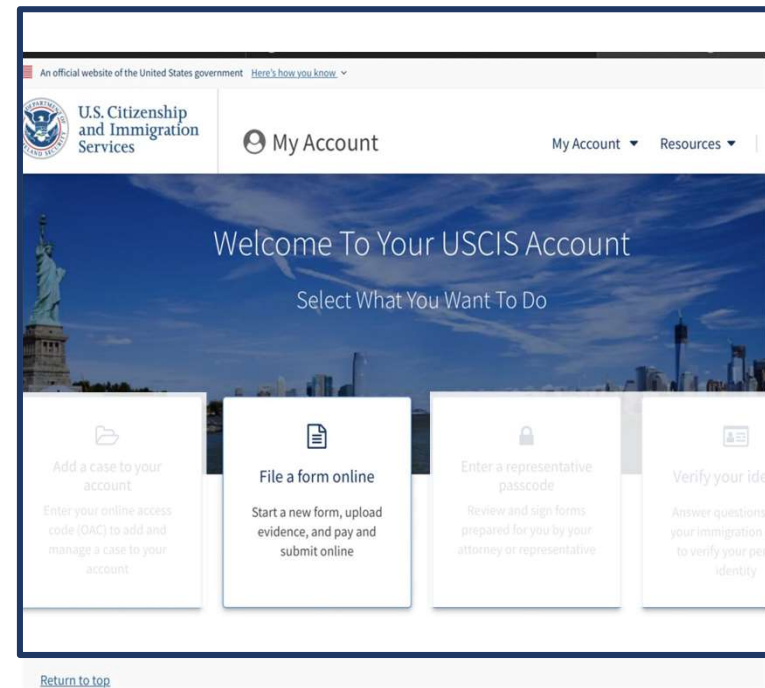 An official website of the United States government Here's how you know
U.S. Citizenship
and Immigration
Services
My Account
My Account
Resources
Welcome To Your USCIS Account
Select What You Want To Do
Add a case to your
account
Enter your online access
code (OAC) to add and
manage a case to your
account
File a form online
Start a new form, upload
evidence, and pay and
submit online
Enter a representative
passcode
Review and sign forms
prepared for you by your
attorney or representative
Verify your ide
Answer questions
your immigration
to verify your pe
identity
Return to top